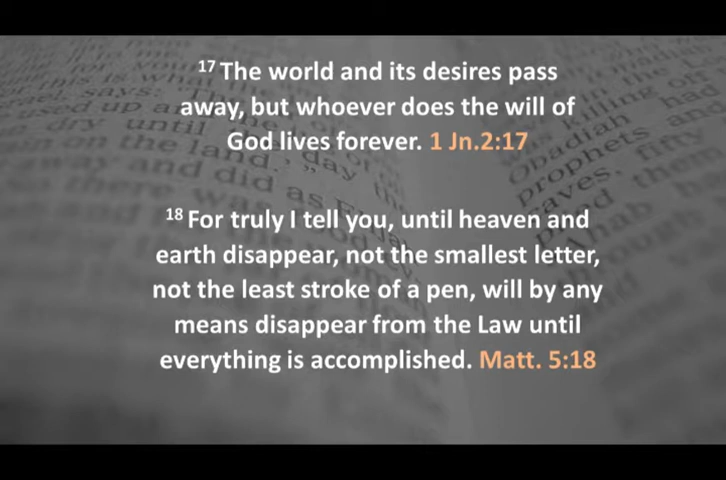 17 The world and its desires pass
away, but whoever does the will of
God lives forever. 1 Jn.2:17
18 For truly I tell you, until heaven and
earth disappear, not the smallest letter,
not the least stroke of a pen, will by any
means disappear from the Law until
everything is accomplished. Matt. 5:18